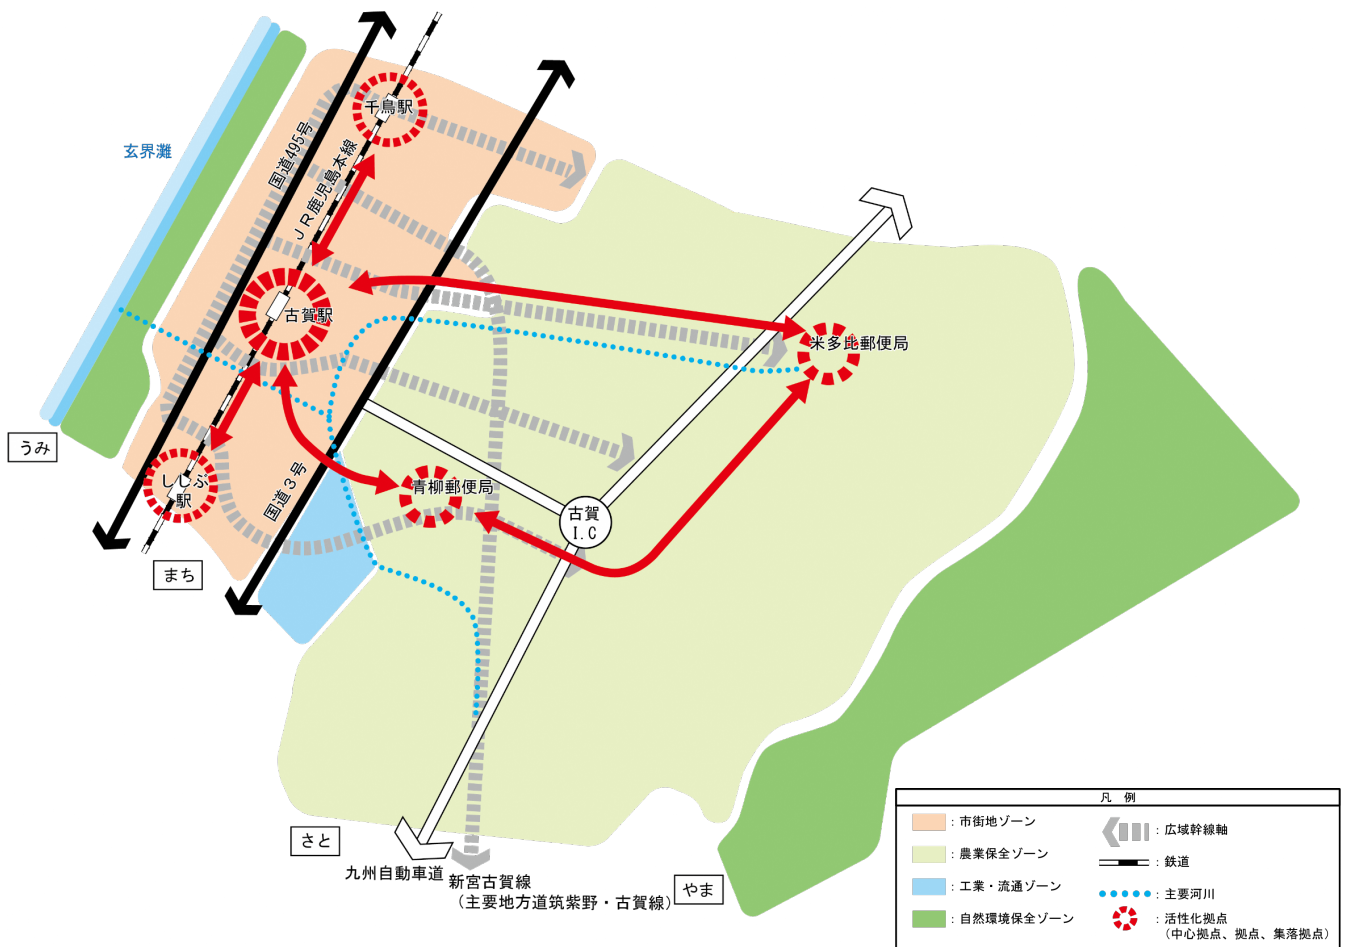 千鳥駅
玄界灘
国道495号
ＪＲ鹿児島本線
古賀駅
米多比郵便局
うみ
ししぶ
駅
国道３号
青柳郵便局
古賀
I.C
まち
さと
九州自動車道
新宮古賀線
（主要地方道筑紫野・古賀線）
やま
凡 例
：市街地ゾーン
：農業保全ゾーン
：工業・流通ゾーン
：自然環境保全ゾーン
：広域幹線軸
：鉄道
：主要河川
：活性化拠点
（中心拠点、拠点、集落拠点）